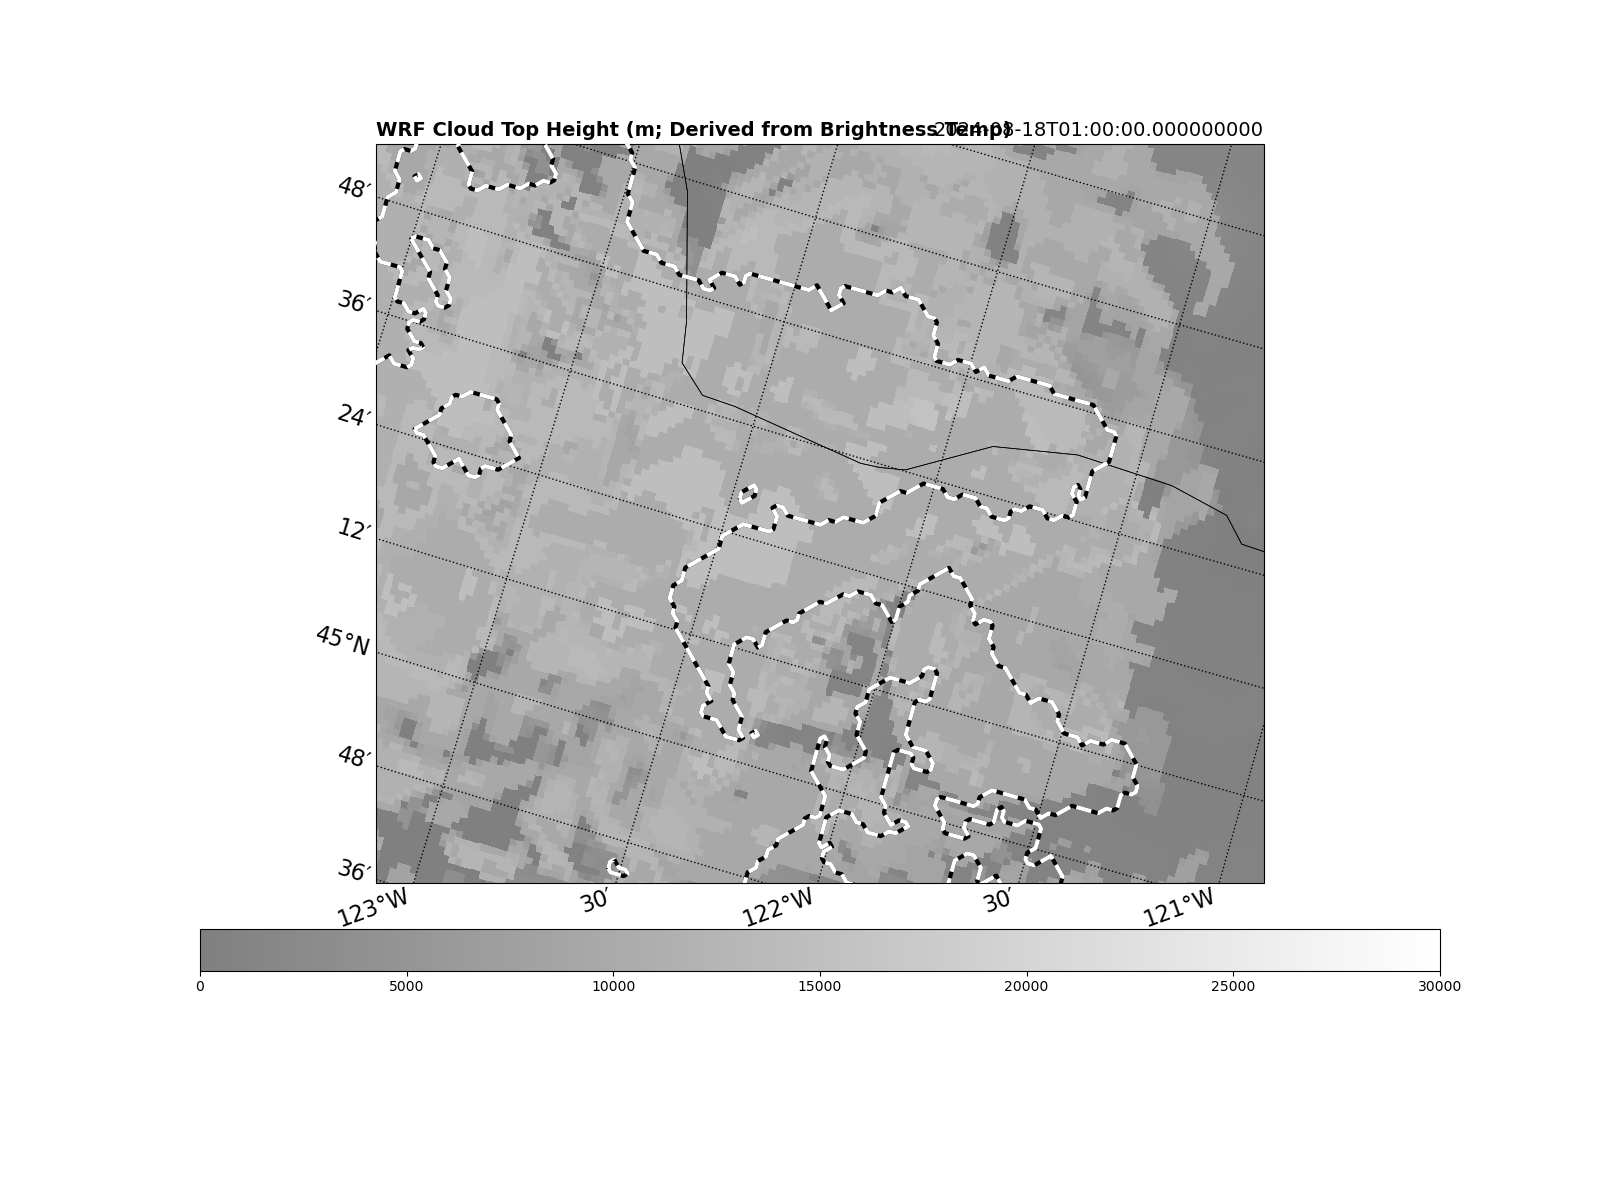 WRF Cloud Top Height (m; Derived from Brightness Temp) 2024-08-18T01:00:00.000000000
48′
36′
24′
12′
45°N
48′
36′
123°W 30′ 122°W 30′ 121°W
0 5000 10000 15000 20000 25000 30000